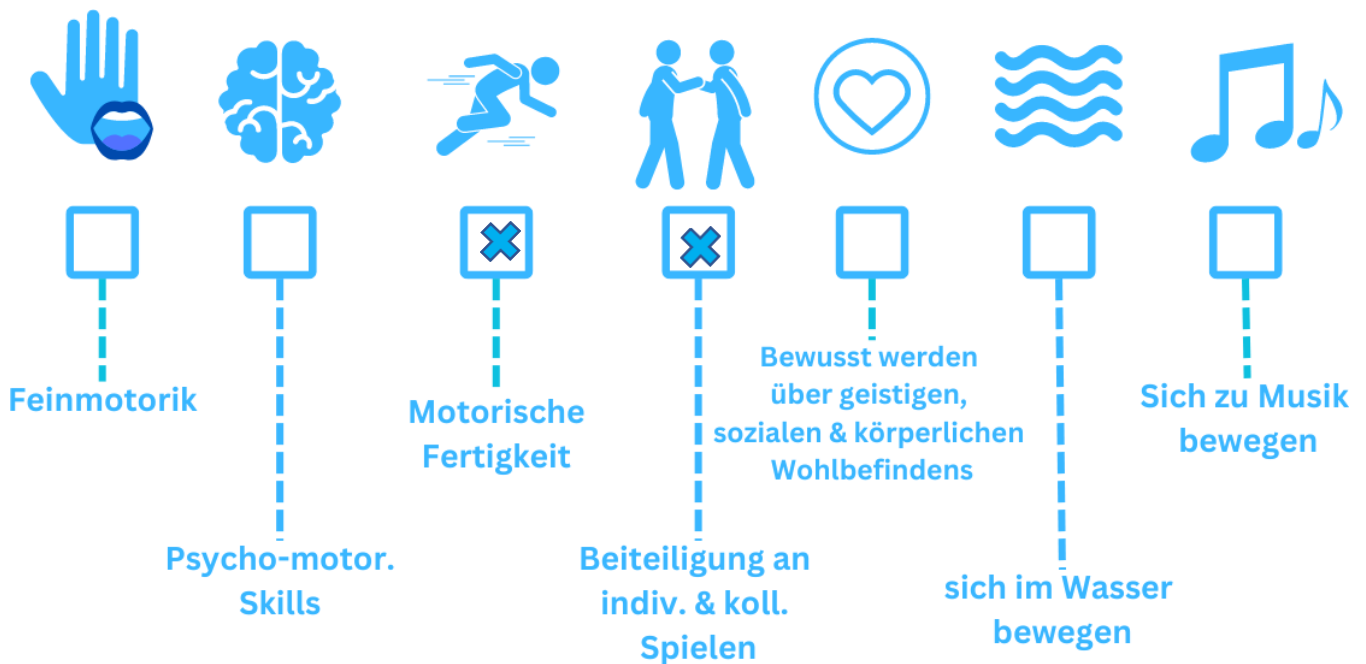 Feinmotorik
Psycho-motor.
Skills
Motorische
Fertigkeit
Beiteiligung an
indiv. & koll.
Spielen
Bewusst werden
über geistigen,
sozialen & körperlichen
Wohlbefindens
sich im Wasser
bewegen
Sich zu Musik
bewegen